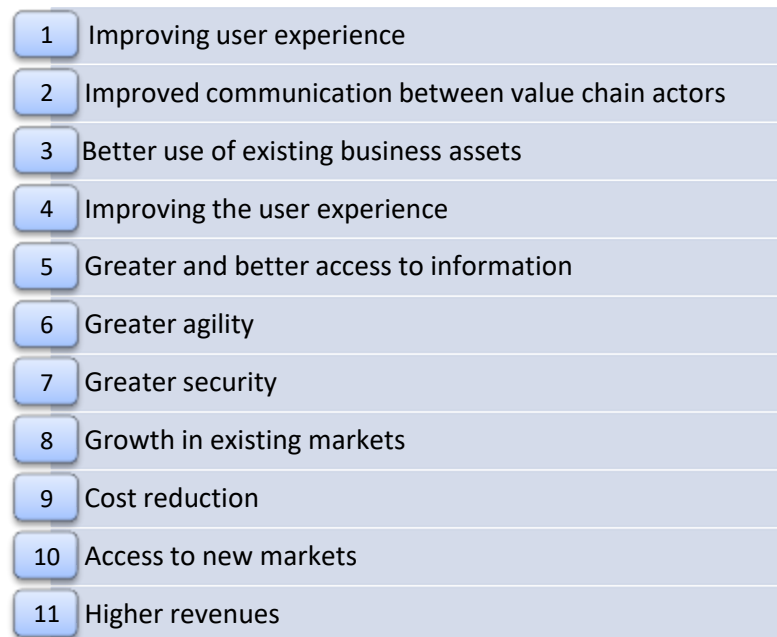 1 Improving user experience
2 Improved communication between value chain actors
3 Better use of existing business assets
4 Improving the user experience
5 Greater and better access to information
6 Greater agility
7 Greater security
8 Growth in existing markets
9 Cost reduction
10 Access to new markets
11 Higher revenues